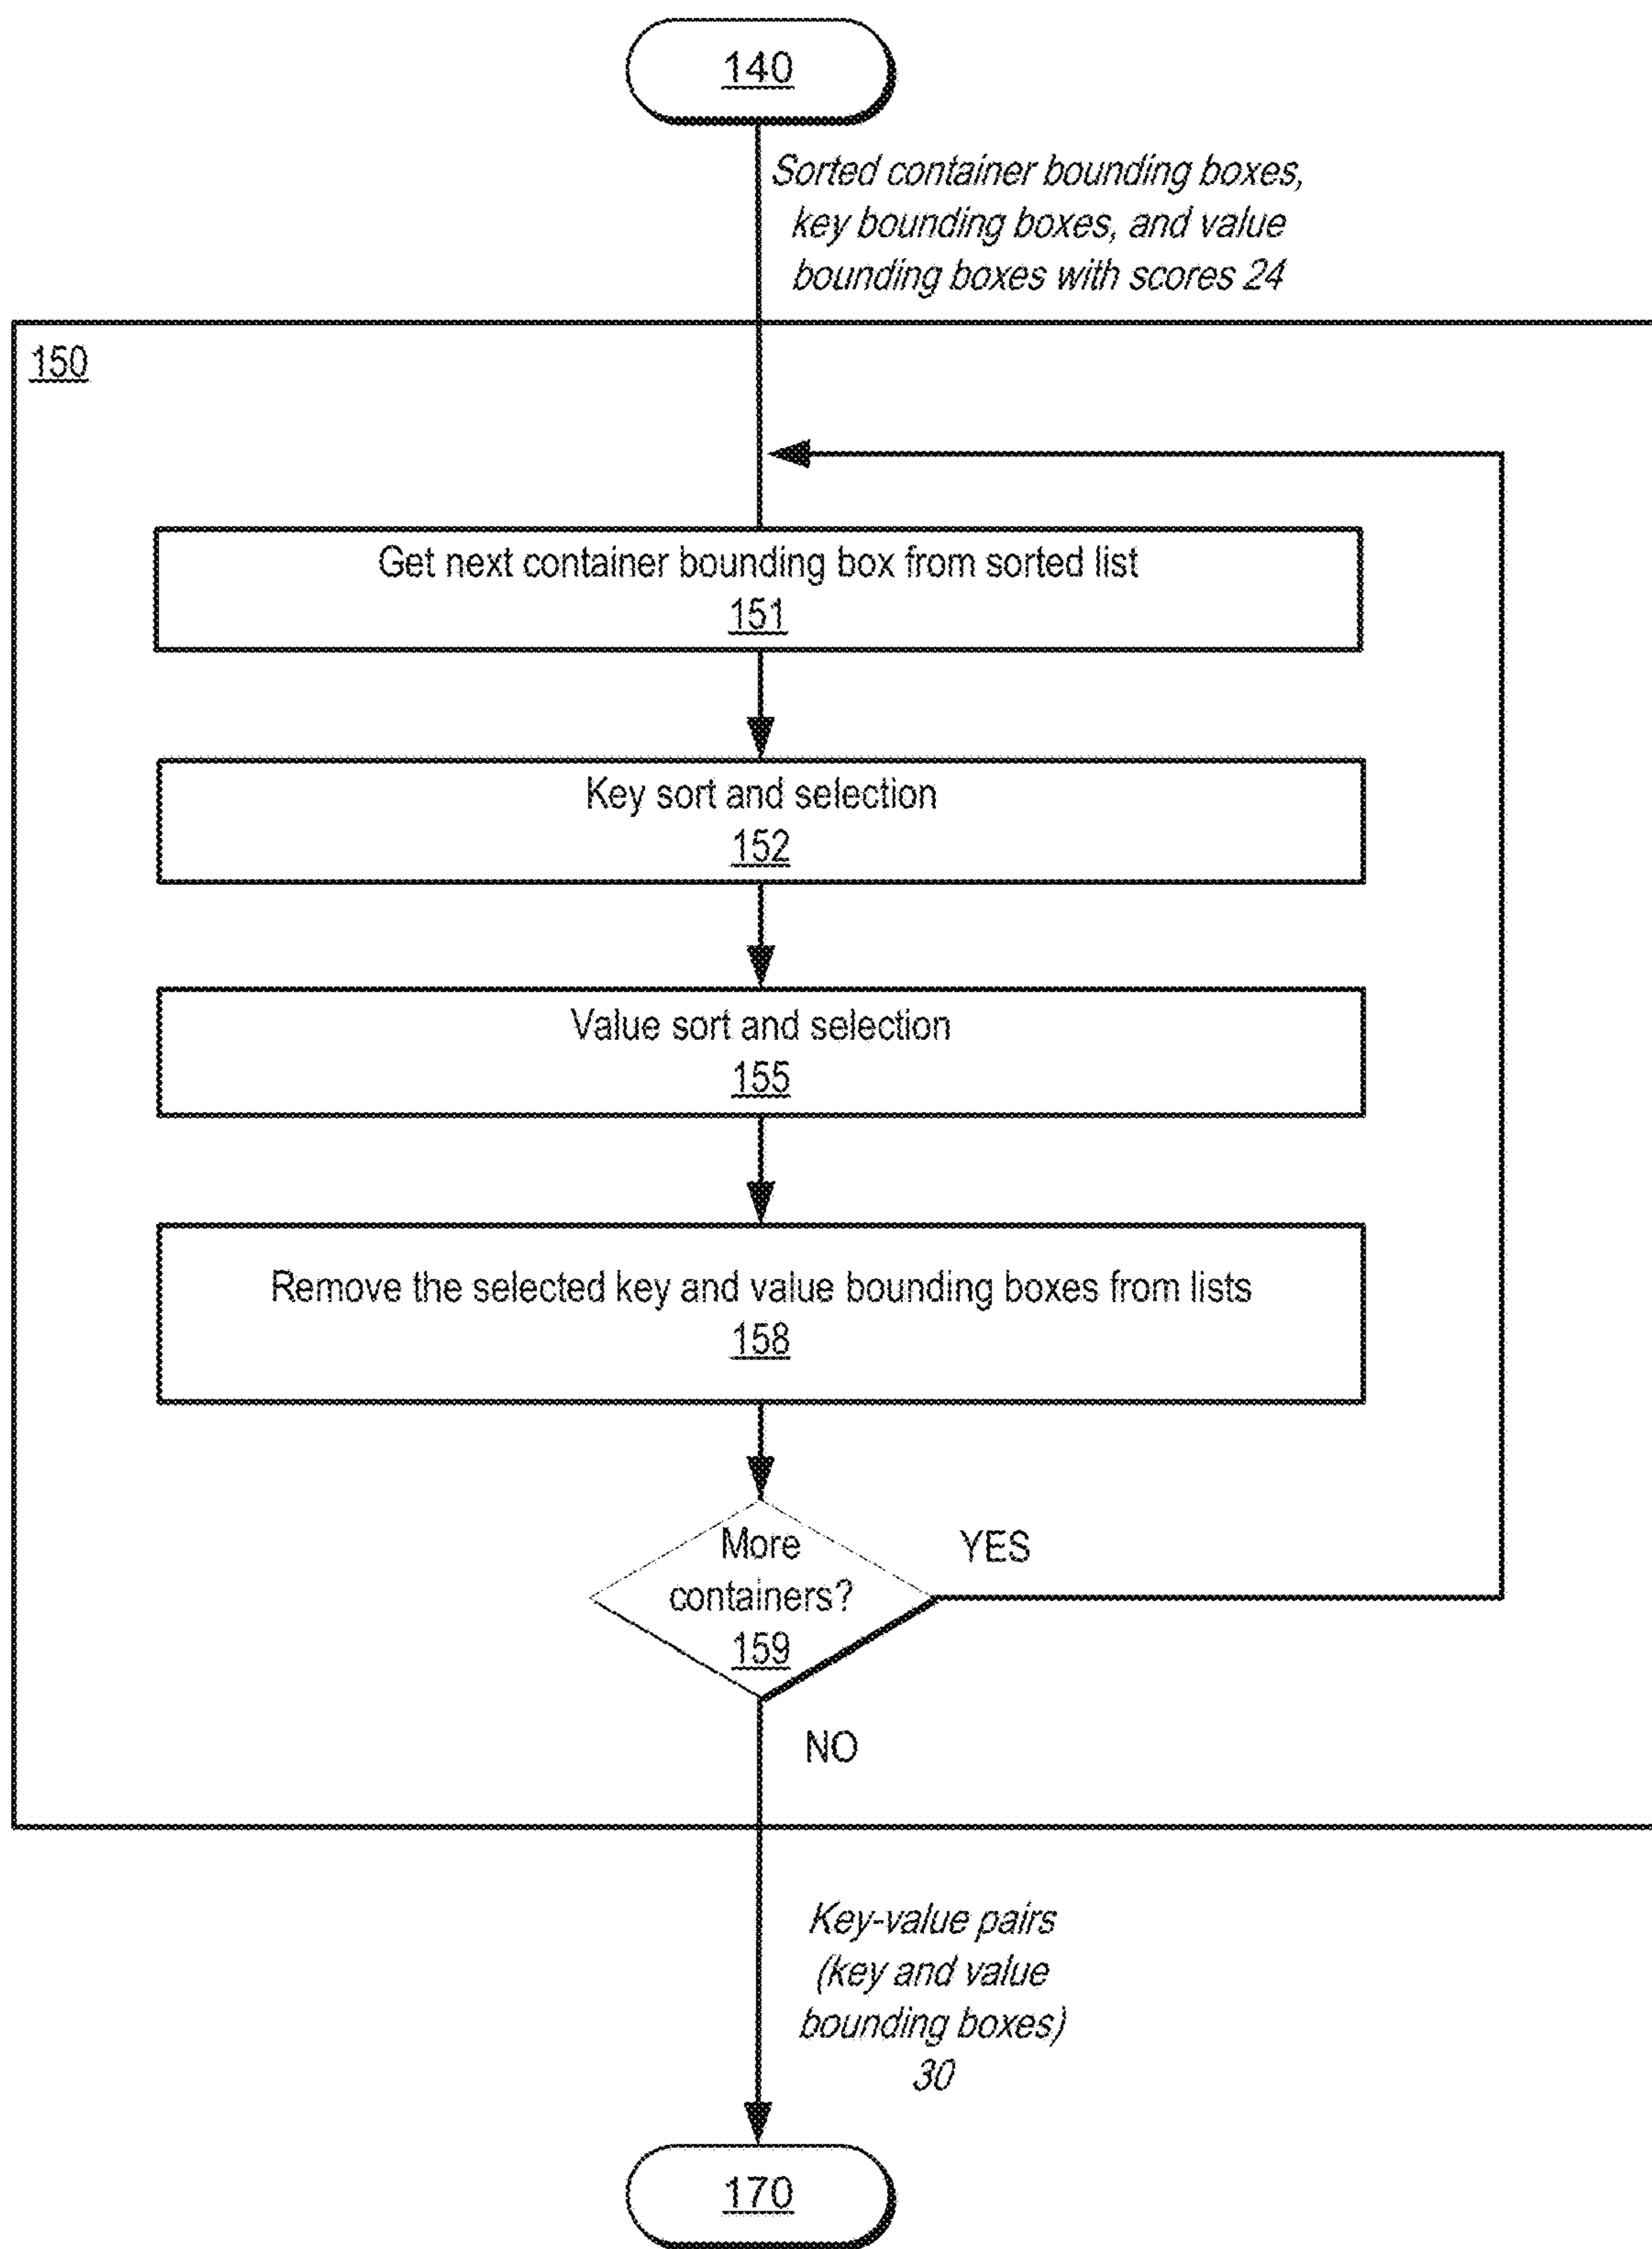 140
Sorted container bounding boxes,
key bounding boxes, and value
bounding boxes with scores 24
150
Get next container bounding box from sorted list
151
Key sort and selection
152
Value sort and selection
155
Remove the selected key and value bounding boxes from lists
158
More
containers?
159
YES
NO
Key-value pairs
(key and value
bounding boxes)
30
170